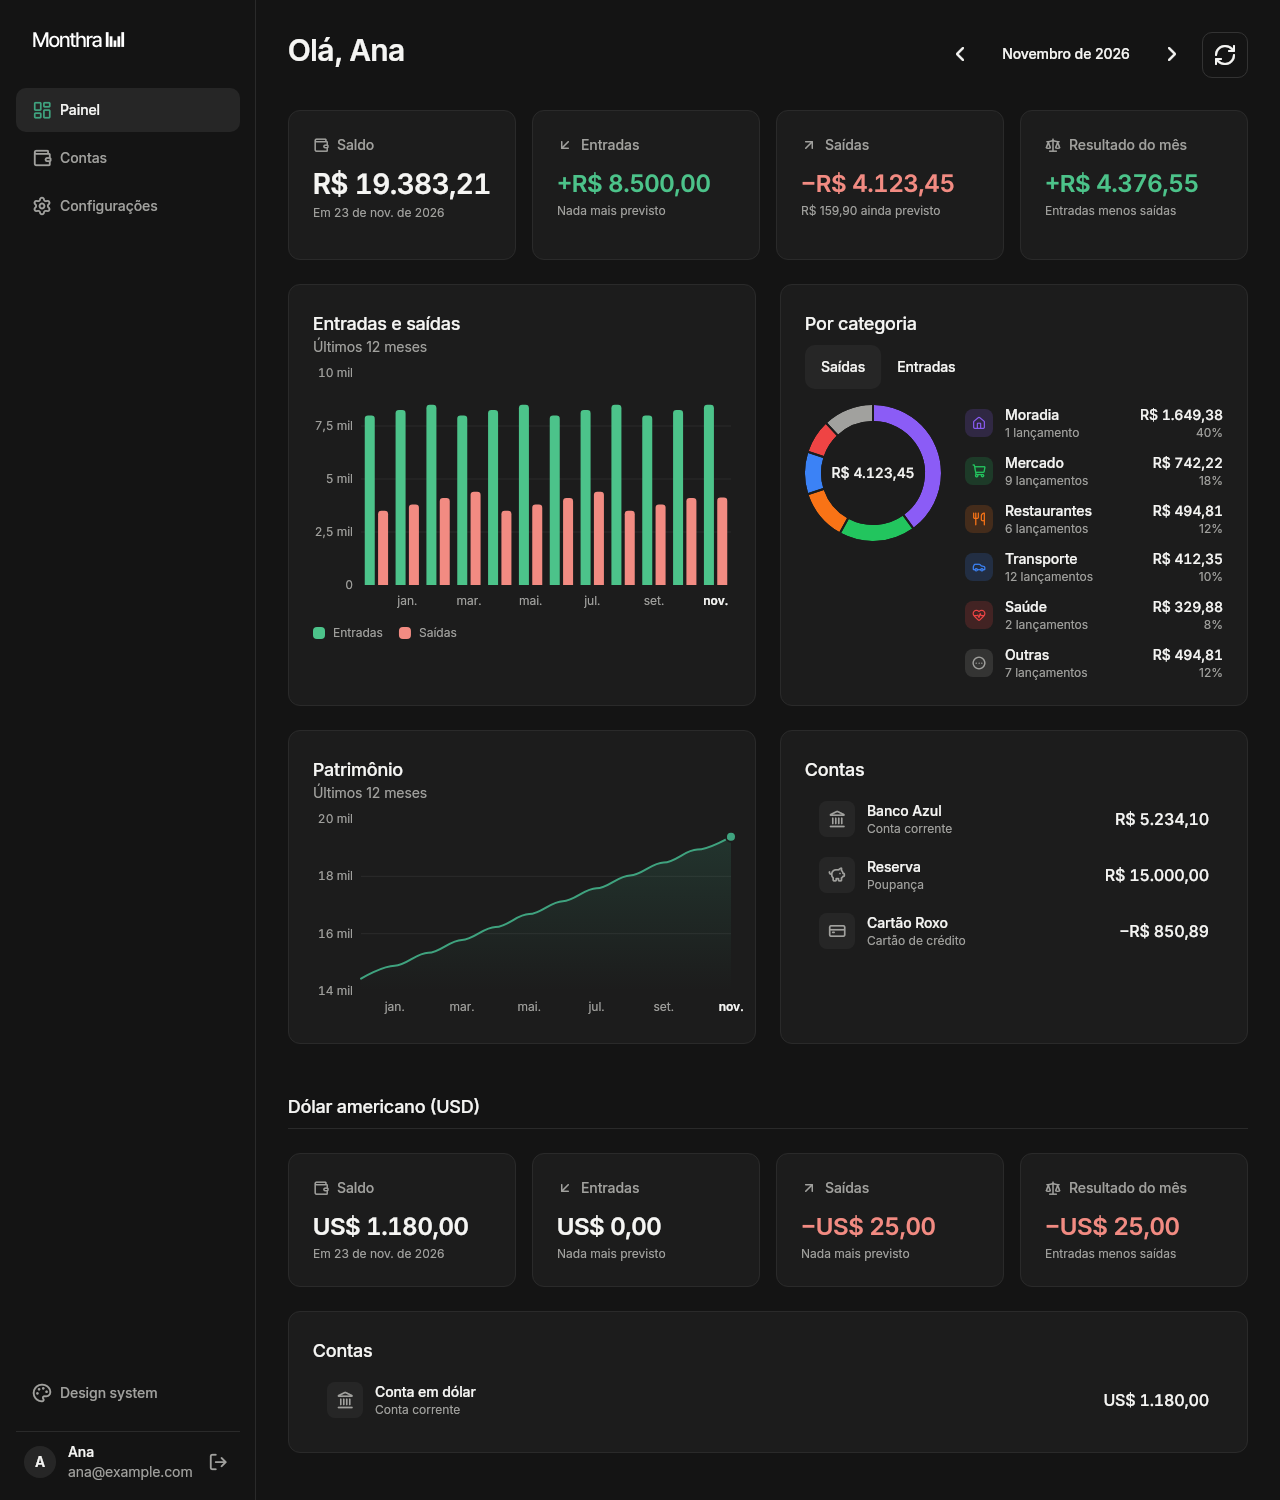 Monthra
Painel
Contas
Configurações
Design system
A
Ana
ana@example.com
Olá, Ana
Novembro de 2026
Saldo
R$ 19.383,21
Em 23 de nov. de 2026
Entradas
+R$ 8.500,00
Nada mais previsto
Saídas
−R$ 4.123,45
R$ 159,90 ainda previsto
Resultado do mês
+R$ 4.376,55
Entradas menos saídas
Entradas e saídas
Últimos 12 meses
10 mil
7,5 mil
5 mil
2,5 mil
0
jan. mar. mai. jul. set. nov.
Entradas Saídas
Por categoria
Saídas Entradas
R$ 4.123,45
Moradia R$ 1.649,38
1 lançamento 40%
Mercado R$ 742,22
9 lançamentos 18%
Restaurantes R$ 494,81
6 lançamentos 12%
Transporte R$ 412,35
12 lançamentos 10%
Saúde R$ 329,88
2 lançamentos 8%
Outras R$ 494,81
7 lançamentos 12%
Patrimônio
Últimos 12 meses
20 mil
18 mil
16 mil
14 mil
jan. mar. mai. jul. set. nov.
Contas
Banco Azul R$ 5.234,10
Conta corrente
Reserva R$ 15.000,00
Poupança
Cartão Roxo −R$ 850,89
Cartão de crédito
Dólar americano (USD)
Saldo
US$ 1.180,00
Em 23 de nov. de 2026
Entradas
US$ 0,00
Nada mais previsto
Saídas
−US$ 25,00
Nada mais previsto
Resultado do mês
−US$ 25,00
Entradas menos saídas
Contas
Conta em dólar US$ 1.180,00
Conta corrente